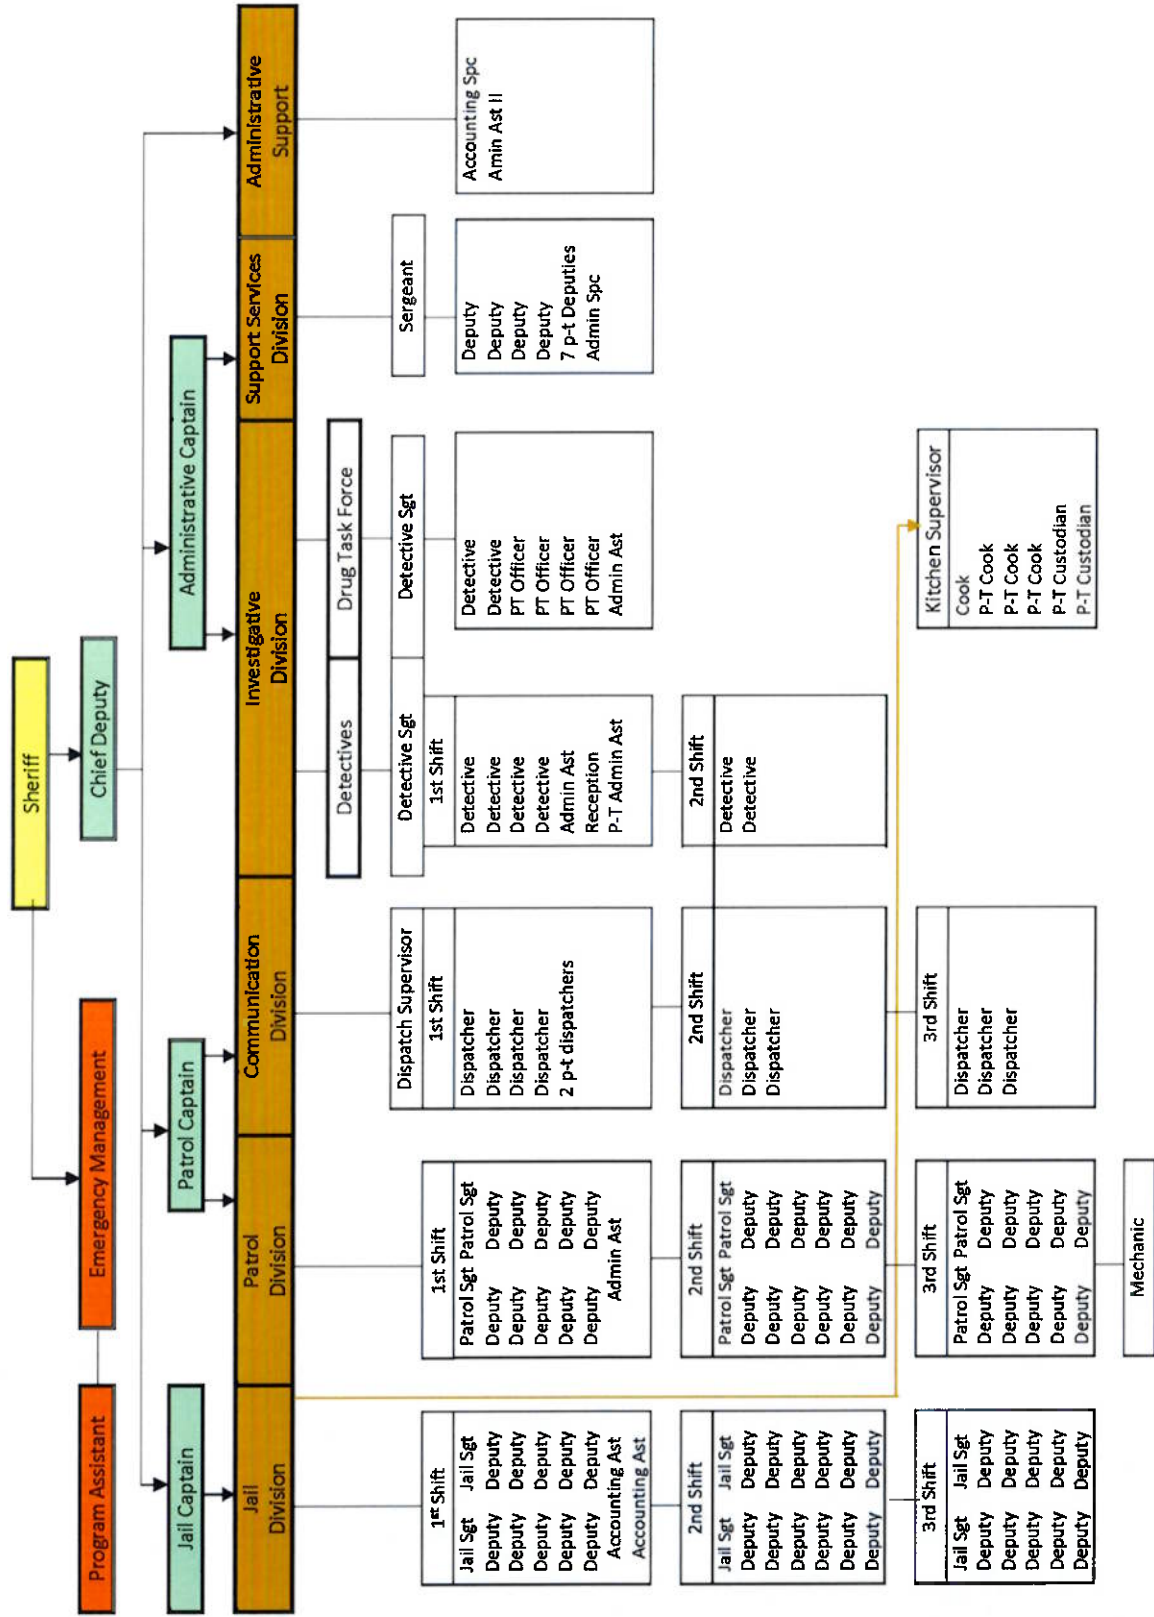 Sheriff
Chief Deputy
Program Assistant
Emergency Management
Jail Captain
Patrol Captain
Administrative Captain
Jail
Division
Patrol
Division
Communication
Division
Investigative
Division
Support Services
Division
Administrative
Support
1st Shift
Jail Sgt Jail Sgt
Deputy Deputy
Deputy Deputy
Deputy Deputy
Deputy Deputy
Deputy Deputy
Accounting Ast
Accounting Ast
2nd Shift
Jail Sgt Jail Sgt
Deputy Deputy
Deputy Deputy
Deputy Deputy
Deputy Deputy
Deputy Deputy
Deputy Deputy
3rd Shift
Jail Sgt Jail Sgt
Deputy Deputy
Deputy Deputy
Deputy Deputy
Deputy Deputy
Deputy Deputy
1st Shift
Patrol Sgt Patrol Sgt
Deputy Deputy
Deputy Deputy
Deputy Deputy
Deputy Deputy
Deputy Deputy
Admin Ast
2nd Shift
Patrol Sgt Patrol Sgt
Deputy Deputy
Deputy Deputy
Deputy Deputy
Deputy Deputy
Deputy Deputy
Deputy Deputy
3rd Shift
Patrol Sgt Patrol Sgt
Deputy Deputy
Deputy Deputy
Deputy Deputy
Deputy Deputy
Deputy Deputy
Mechanic
Dispatch Supervisor
1st Shift
Dispatcher
Dispatcher
Dispatcher
Dispatcher
2 p-t dispatchers
2nd Shift
Dispatcher
Dispatcher
Dispatcher
3rd Shift
Dispatcher
Dispatcher
Dispatcher
Detectives
Drug Task Force
Detective Sgt
1st Shift
Detective
Detective
Detective
Detective
Admin Ast
Reception
P-T Admin Ast
2nd Shift
Detective
Detective
Detective Sgt
Detective
Detective
PT Officer
PT Officer
PT Officer
PT Officer
Admin Ast
Kitchen Supervisor
Cook
P-T Cook
P-T Cook
P-T Cook
P-T Custodian
P-T Custodian
Sergeant
Deputy
Deputy
Deputy
Deputy
7 p-t Deputies
Admin Spc
Accounting Spc
Amin Ast II